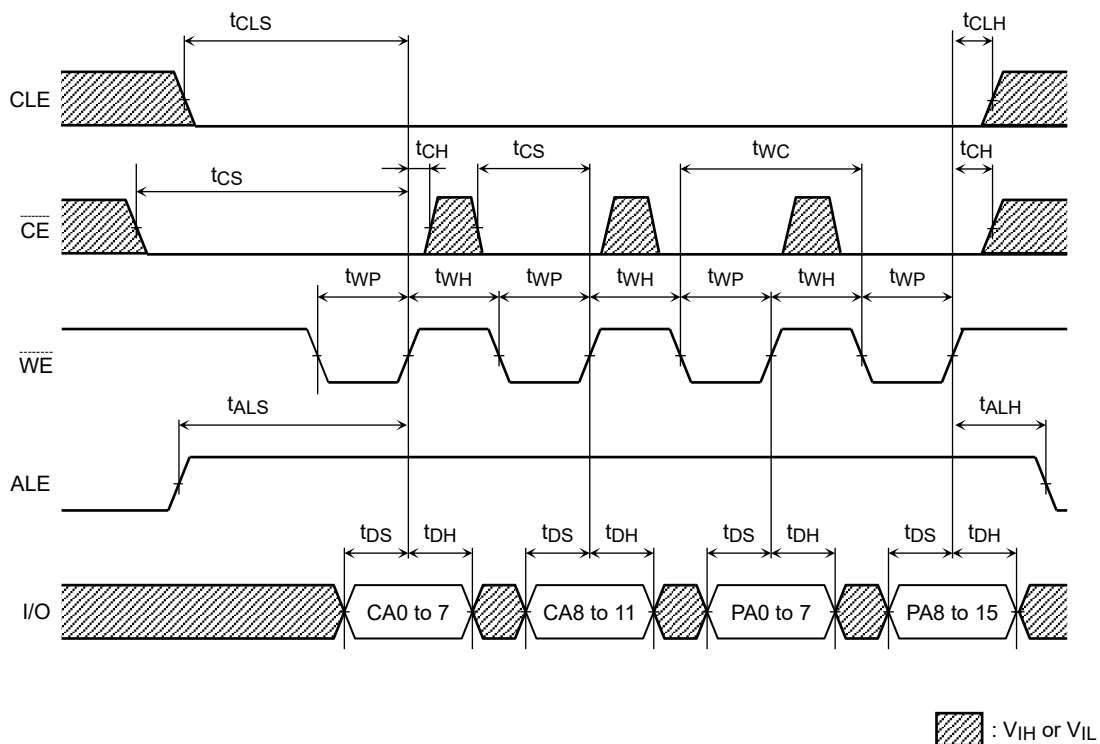 tCLS tCLH
CLE
tCH tCS tWC tCH
tCS
CE
tWP tWH tWP tWH tWP tWH tWP
WE
tALS tALH
ALE
tDS tDH tDS tDH tDS tDH tDS tDH
I/O CA0 to 7 CA8 to 11 PA0 to 7 PA8 to 15
: VIH or VIL